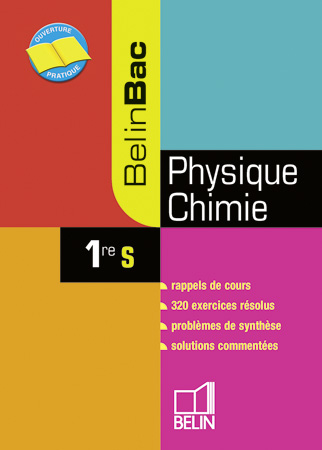 OUVERTURE
PRATIQUE
BelinBac
Physique
Chimie
1re S
rappels de cours
320 exercices résolus
problèmes de synthèse
solutions commentées
BELIN